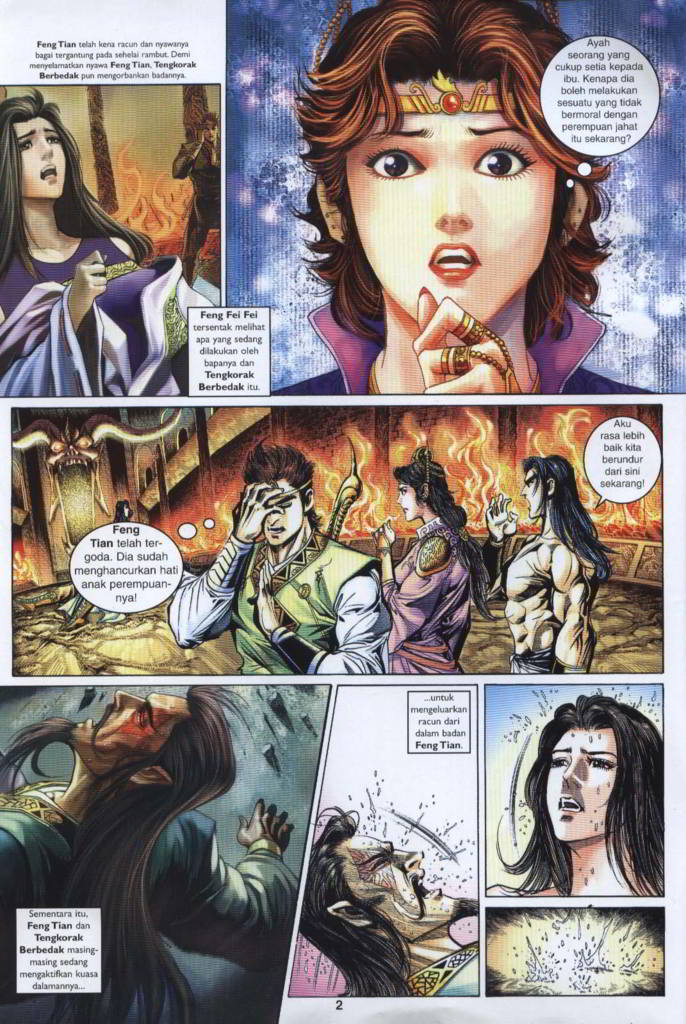 Feng Tian telah kena racun dan nyawanya
bagai tergantung pada sehelai rambut. Demi
menyelamatkan nyawa Feng Tian, Tengkorak
Berbedak pun mengorbankan badannya.
Ayah
seorang yang
cukup setia kepada
ibu. Kenapa dia
boleh melakukan
sesuatu yang tidak
bermoral dengan
perempuan jahat
itu sekarang?
Feng Fei Fei
tersentak melihat
apa yang sedang
dilakukan oleh
bapanya dan
Tengkorak
Berbedak itu.
Feng
Tian telah ter-
goda. Dia sudah
menghancurkan hati
anak perempuan-
nya!
Aku
rasa lebih
baik kita
berundur
dari sini
sekarang!
Sementara itu,
Feng Tian dan
Tengkorak
Berbedak masing-
masing sedang
mengaktifkan kuasa
dalamannya...
...untuk
mengeluarkan
racun dari
dalam badan
Feng Tian.
2